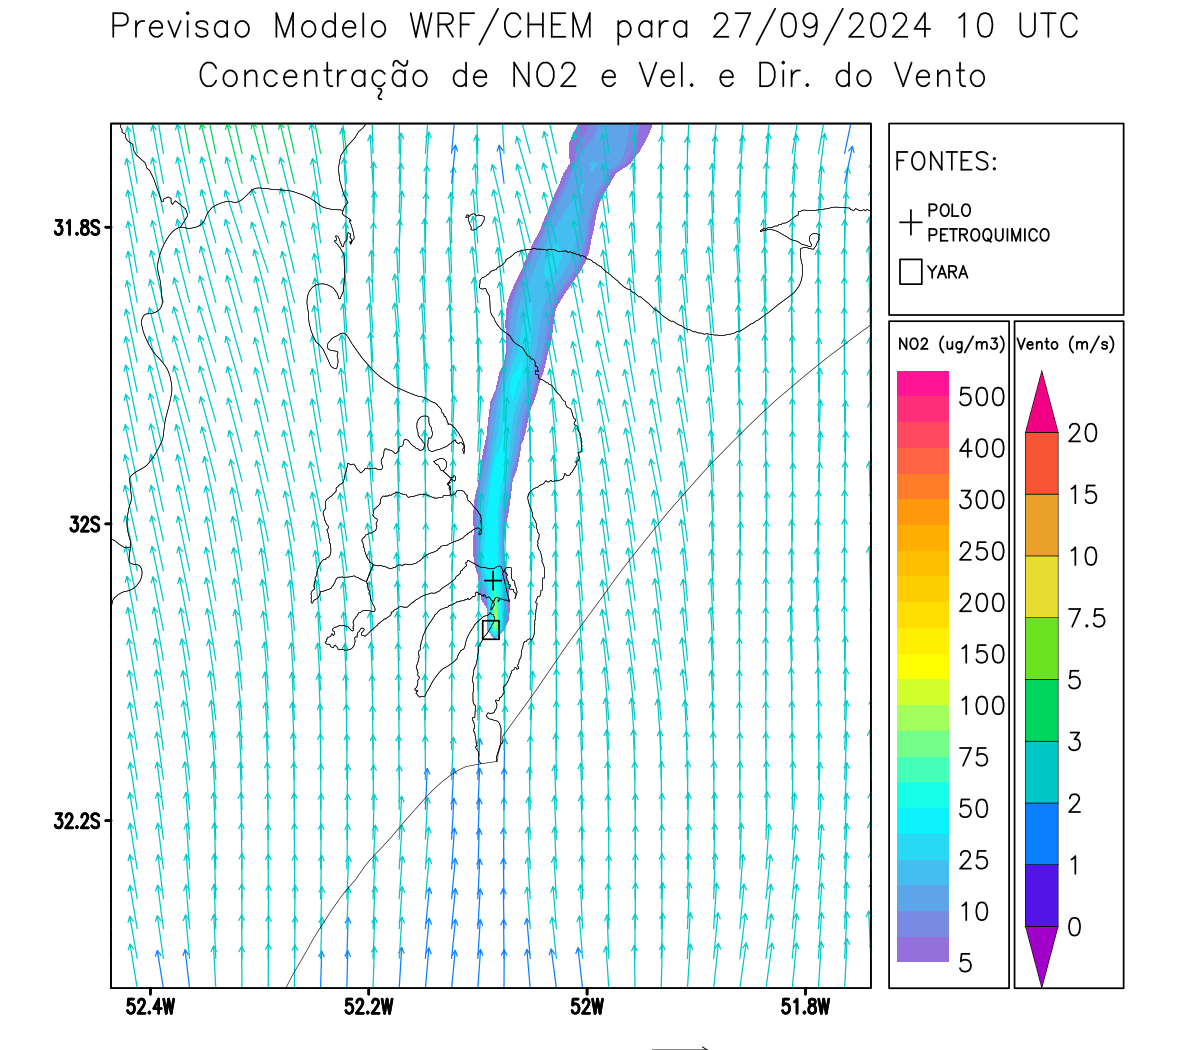 Previsao Modelo WRF/CHEM para 27/09/2024 10 UTC
Concentração de NO2 e Vel. e Dir. do Vento
FONTES:
POLO
PETROQUIMICO
YARA
NO2 (ug/m3)
500
400
300
250
200
150
100
75
50
25
10
5
Vento (m/s)
20
15
10
7.5
5
3
2
1
0
31.8S
32S
32.2S
52.4W
52.2W
52W
51.8W